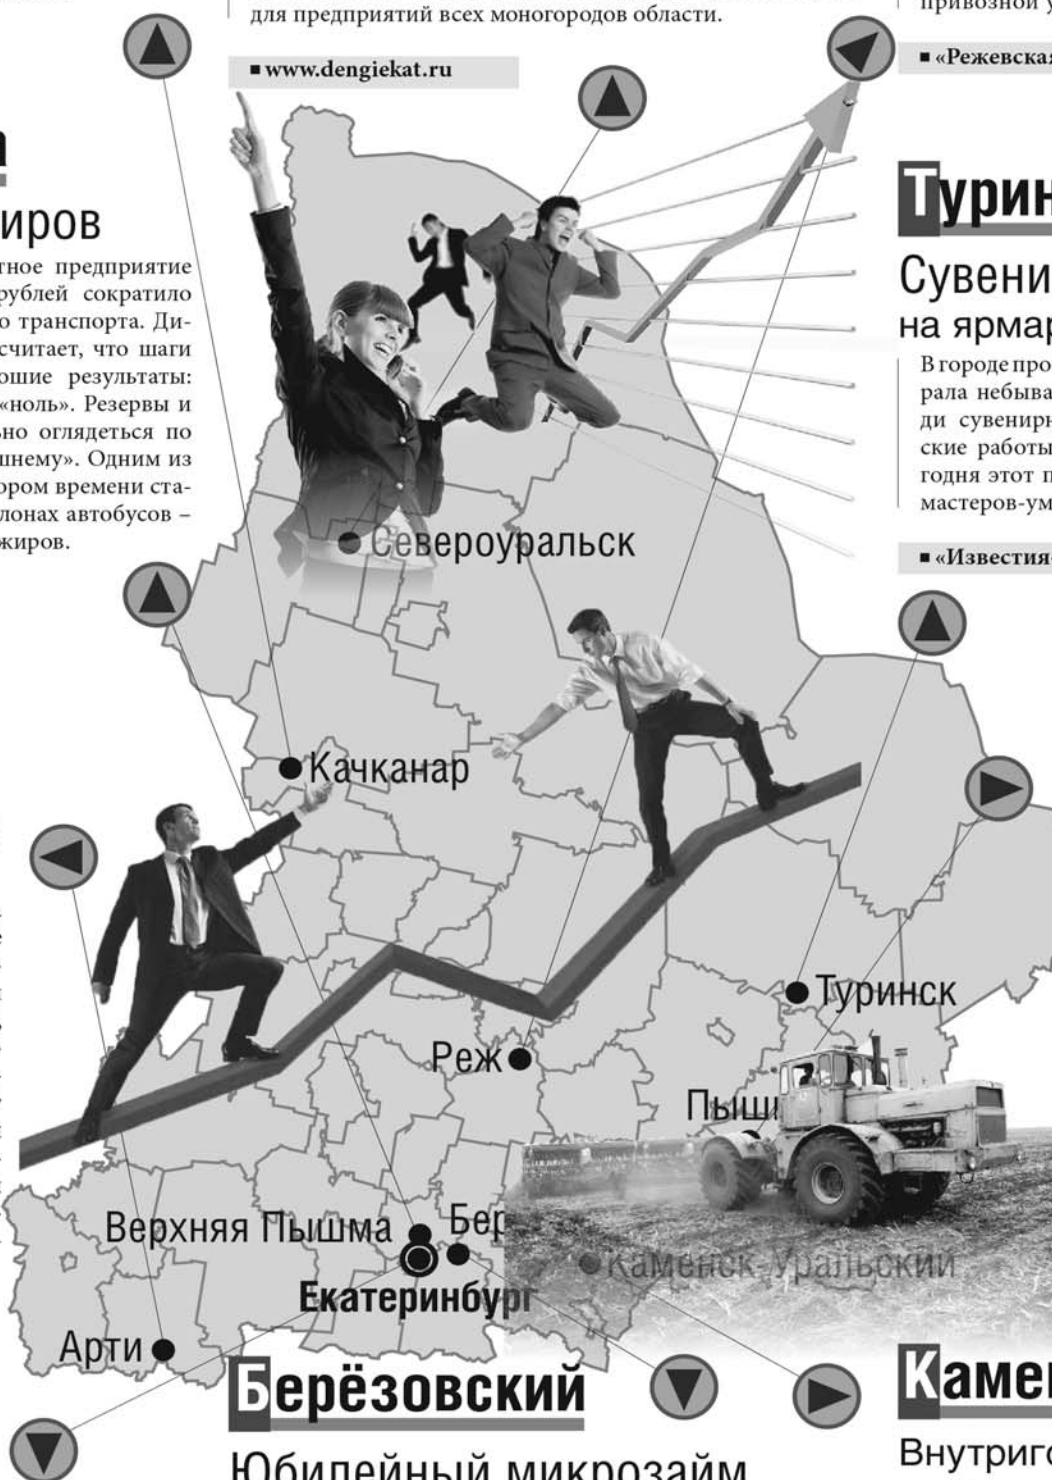 для предприятий всех моногородов области.
www.dengiekat.ru
привозной
«Режевская
иров
тное предприятие
рублей сократило
о транспорта. Ди-
считает, что шаги
ошие результаты:
«ноль». Резервы и
ьно оглядеться по
шнему». Одним из
ором времени ста-
лонах автобусов –
жиров.
Турин
Сувени
на ярмар
В городе про
рала небыва
ди сувенирн
ские работы
годня этот п
мастеров-ум
«Известия
Североуральск
Качканар
Туринск
Реж
Пыш
Верхняя Пышма
Бер
Каменск-Уральский
Екатеринбург
Арти
Берёзовский
Юбилейный микрозайм
Камен
Внутриго